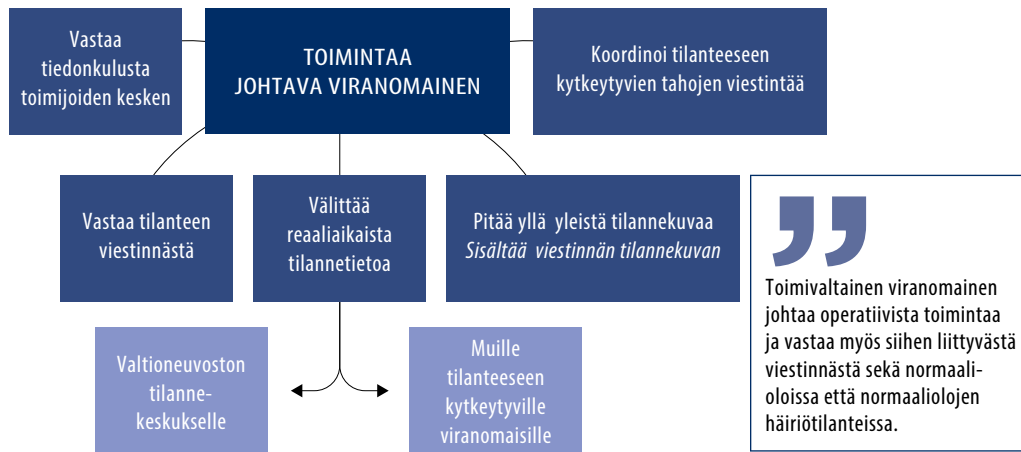 Vastaa
tiedonkulusta
toimijoiden kesken
TOIMINTAA
JOHTAVA VIRANOMAINEN
Koordinoi tilanteeseen
kytkeytyvien tahojen viestintää
Vastaa tilanteen
viestinnästä
Välittää
reaaliaikaista
tilannetietoa
Pitää yllä yleistä tilannekuvaa
Sisältää viestinnän tilannekuvan
Valtioneuvoston
tilanne-
keskukselle
Muille
tilanteeseen
kytkeytyville
viranomaisille
”
Toimivaltainen viranomainen
johtaa operatiivista toimintaa
ja vastaa myös siihen liittyvästä
viestinnästä sekä normaali-
oloissa että normaaliolojen
häiriötilanteissa.